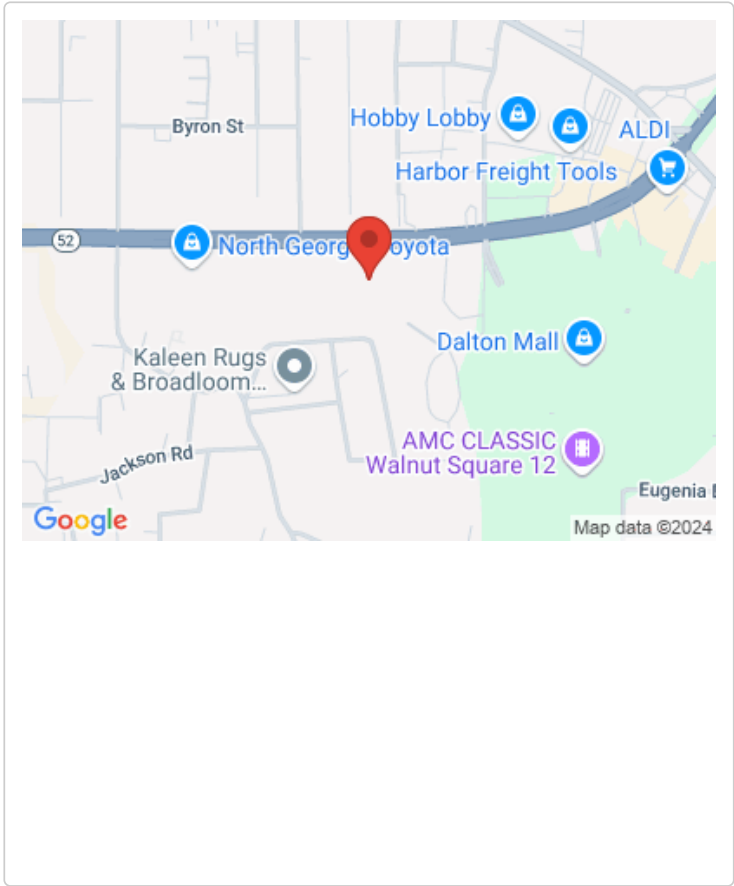 Byron St
Hobby Lobby
ALDI
Harbor Freight Tools
52
North Georg oyota
Kaleen Rugs
& Broadloom...
Dalton Mall
AMC CLASSIC
Walnut Square 12
Jackson Rd
Eugenia
Google
Map data ©2024